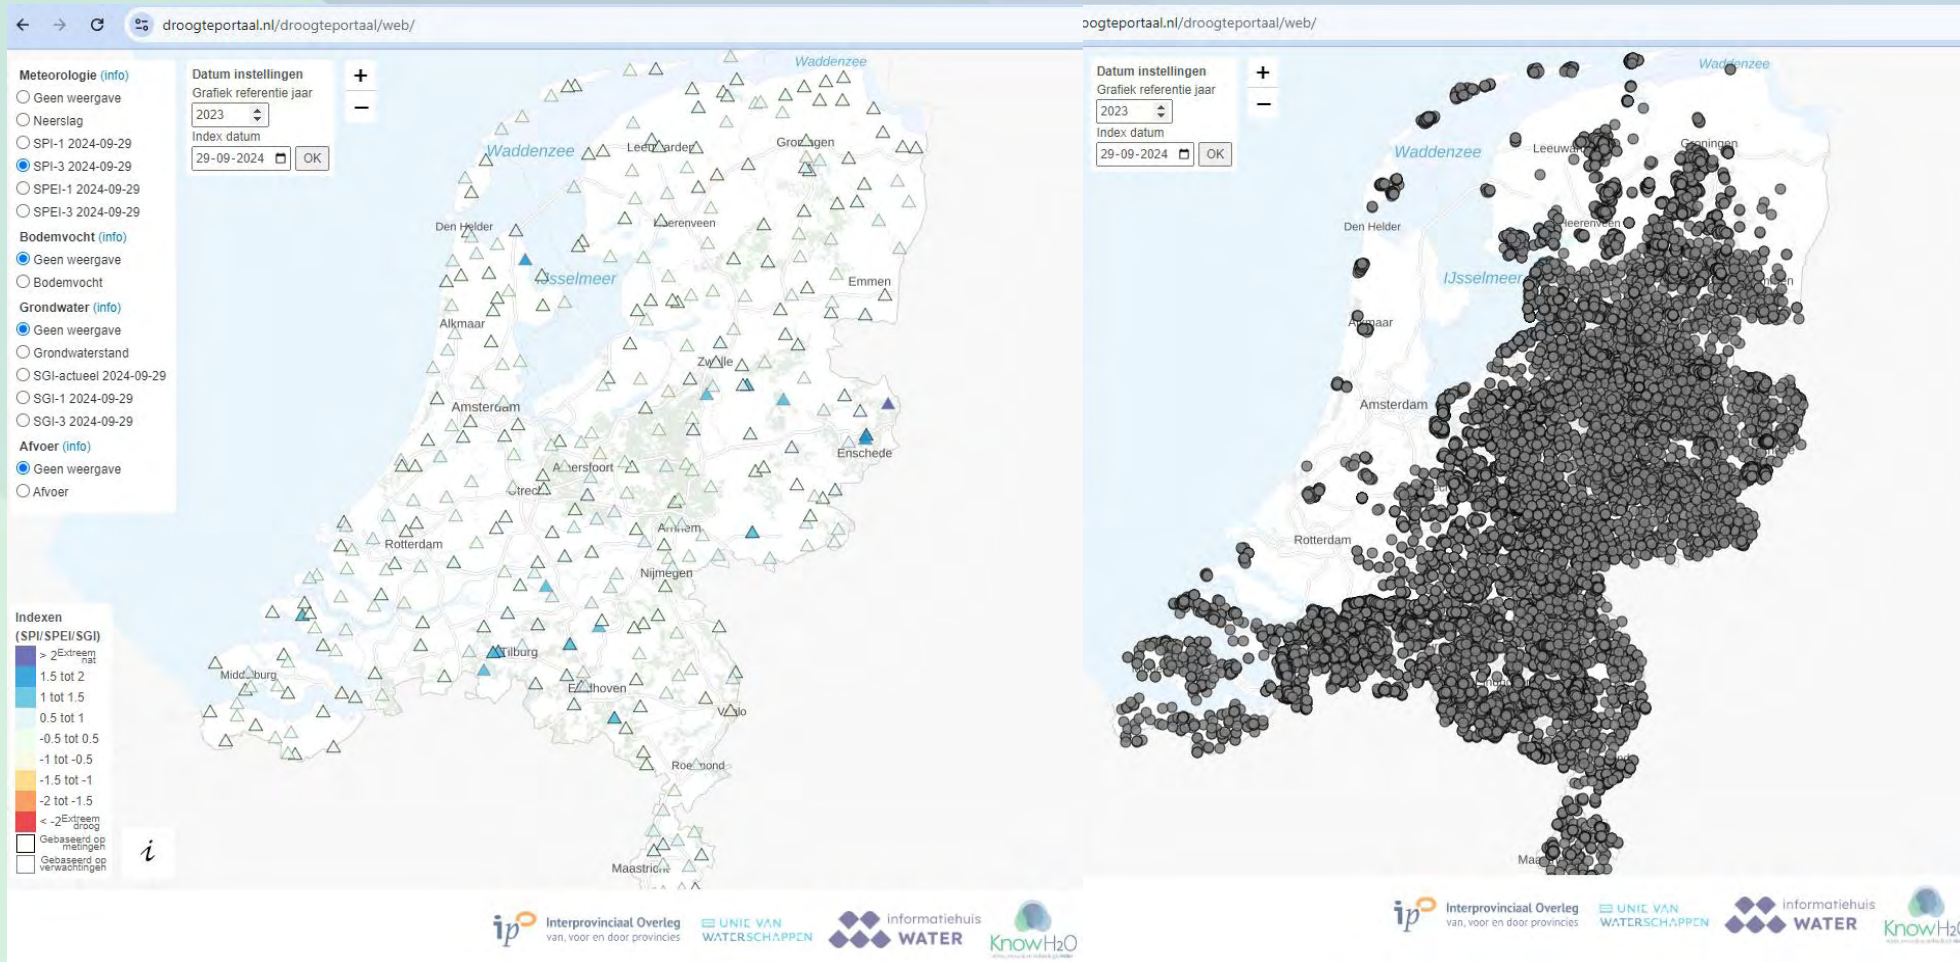 droogteportaal.nl/droogteportaal/web/
Meteorologie (info)
Geen weergave
Neerslag
SPI-1 2024-09-29
SPI-3 2024-09-29
SPEI-1 2024-09-29
SPEI-3 2024-09-29
Bodemvocht (info)
Geen weergave
Bodemvocht
Grondwater (info)
Geen weergave
Grondwaterstand
SGI-actueel 2024-09-29
SGI-1 2024-09-29
SGI-3 2024-09-29
Afvoer (info)
Geen weergave
Afvoer
Datum instellingen
Grafiek referentie jaar
2023
Index datum
29-09-2024 OK
+
−
Waddenzee
Waddenzee
Groningen
Den Helder
Heerenveen
IJsselmeer
Emmen
Alkmaar
Zwolle
Amsterdam
Enschede
Amersfoort
Utrecht
Arnhem
Rotterdam
Nijmegen
Tilburg
Middelburg
Eindhoven
Venlo
Roermond
Maastricht
Indexen
(SPI/SPEI/SGI)
> 2 Extreem nat
1.5 tot 2
1 tot 1.5
0.5 tot 1
-0.5 tot 0.5
-1 tot -0.5
-1.5 tot -1
-2 tot -1.5
< -2 Extreem droog
Gebaseerd op metingen
Gebaseerd op verwachtingen
i
ip Interprovinciaal Overleg
van, voor en door provincies
UNIE VAN
WATERSCHAPPEN
informatiehuis
WATER
KnowH2O
oogteportaal.nl/droogteportaal/web/
Datum instellingen
Grafiek referentie jaar
2023
Index datum
29-09-2024 OK
+
−
Waddenzee
Waddenzee
Leeuwar
Groningen
Den Helder
Heerenveen
IJsselmeer
Alkmaar
Amsterdam
Rotterdam
Maa
ip Interprovinciaal Overleg
van, voor en door provincies
UNIE VAN
WATERSCHAPPEN
informatiehuis
WATER
KnowH2O